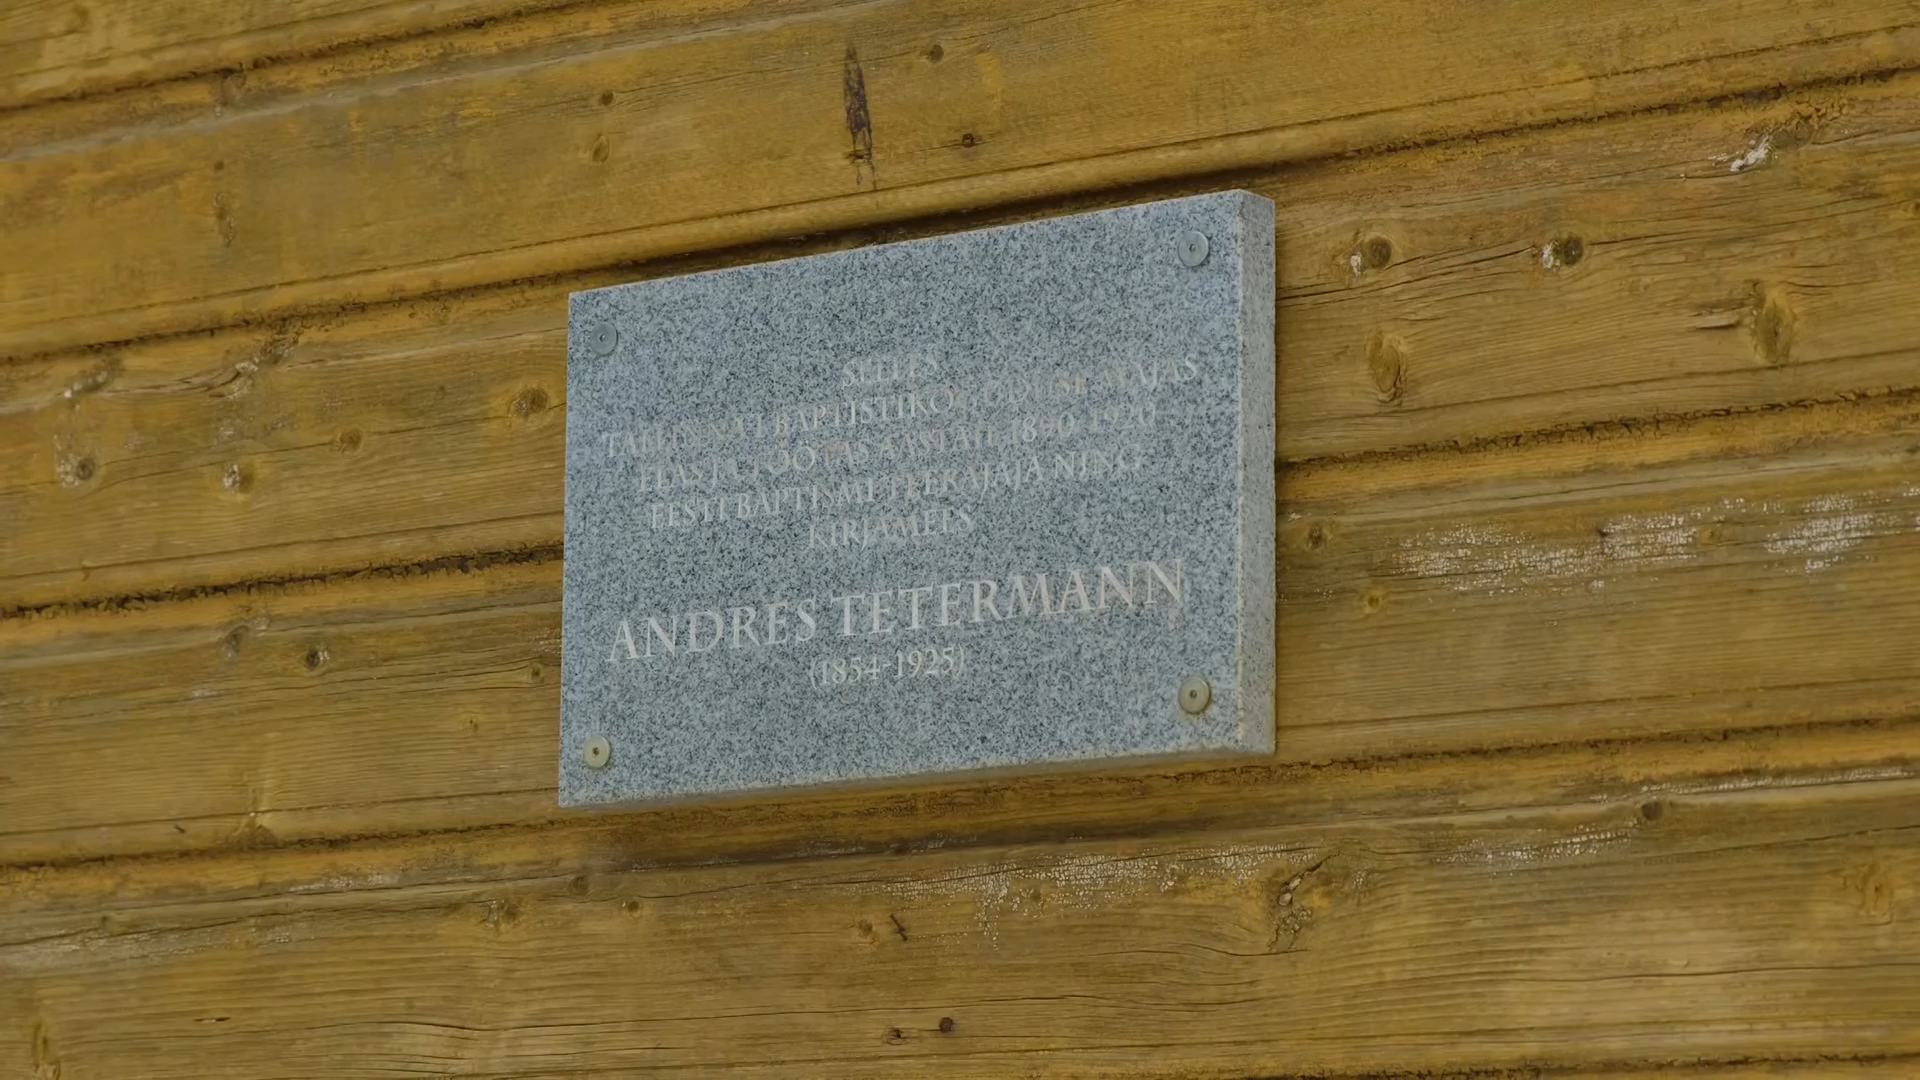 SELLES
TALLINNA I BAPTISTIKOGUDUSE MAJAS
ELAS JA TÖÖTAS AASTAIL 1890-1920
EESTI BAPTISMI TEERAJAJA NING
KIRJAMEES
ANDRES TETERMANN
(1854-1925)